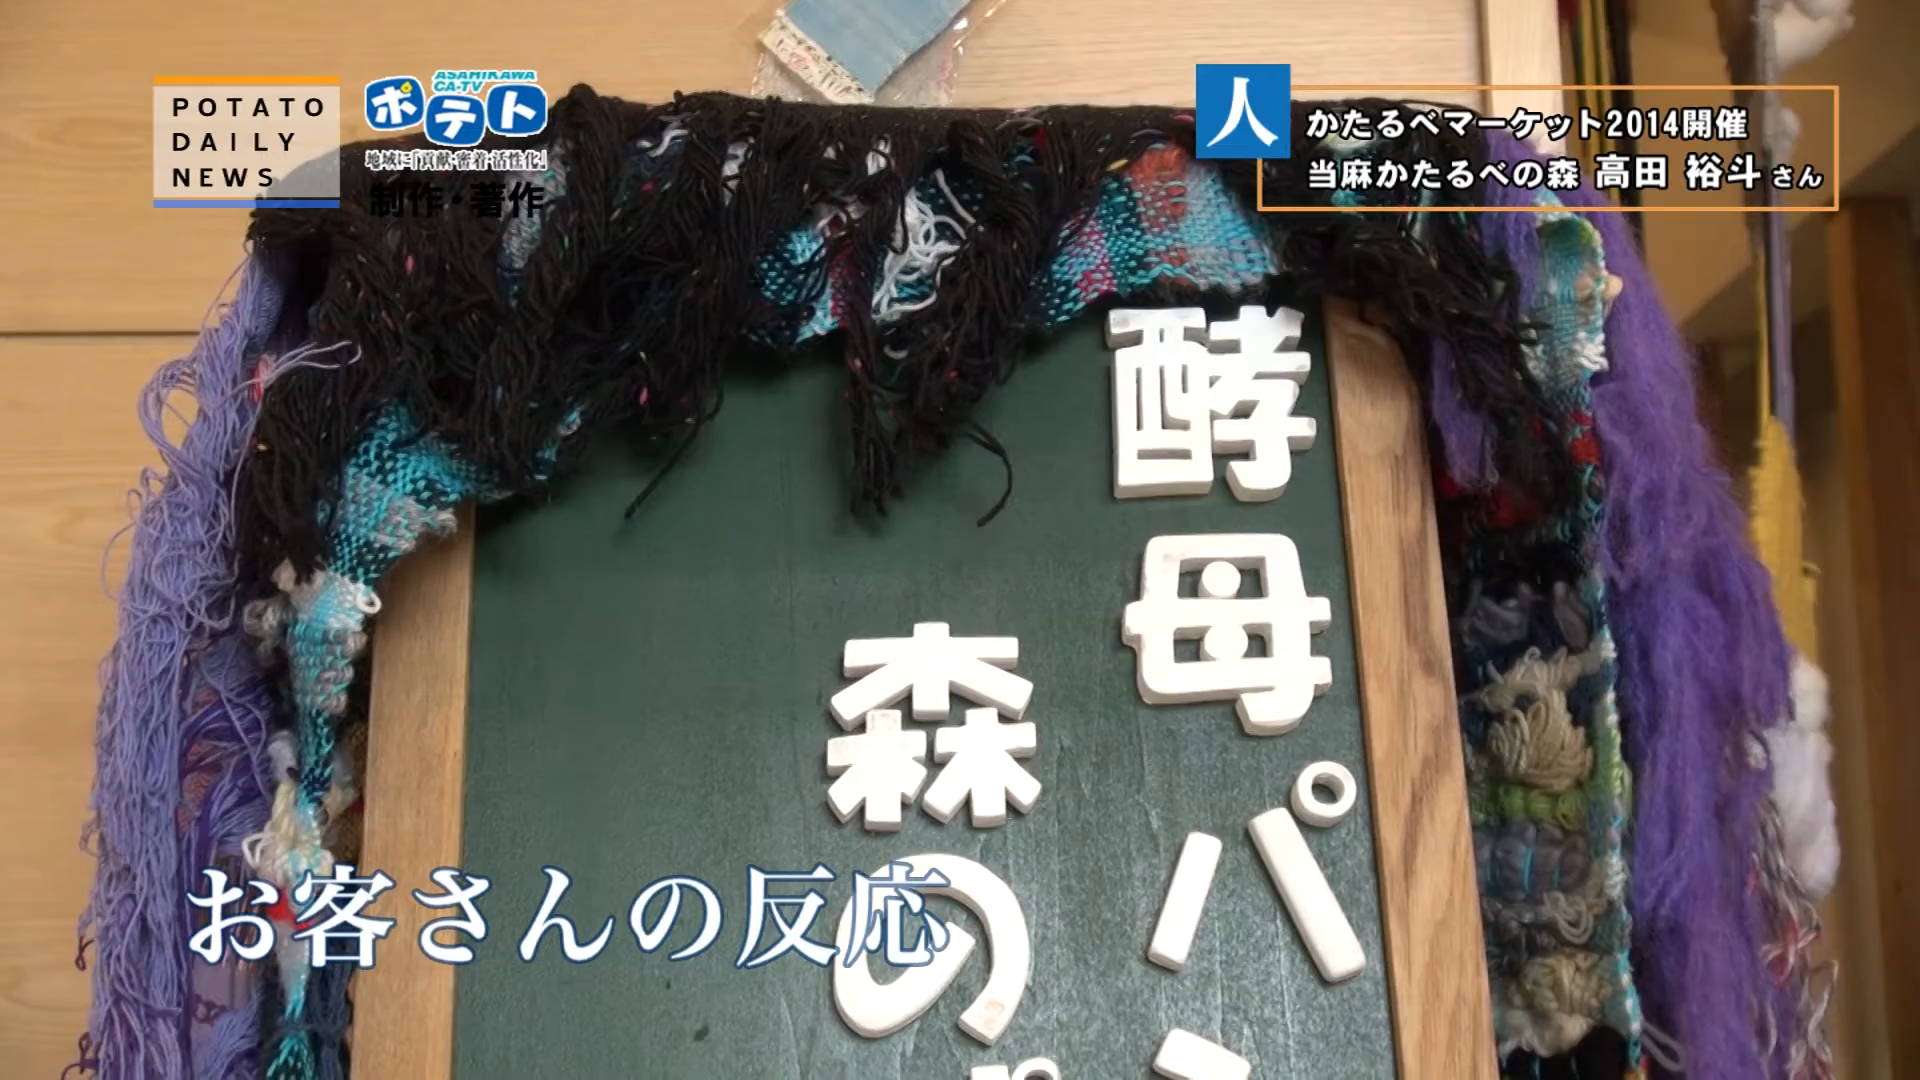 POTATO
DAILY
NEWS
ASAHIKAWA
CA-TV
ポテト
地域に「貢献・密着・活性化」
制作・著作
人
かたるべマーケット2014開催
当麻かたるべの森 高田 裕斗 さん
酵母パン
森の
お客さんの反応